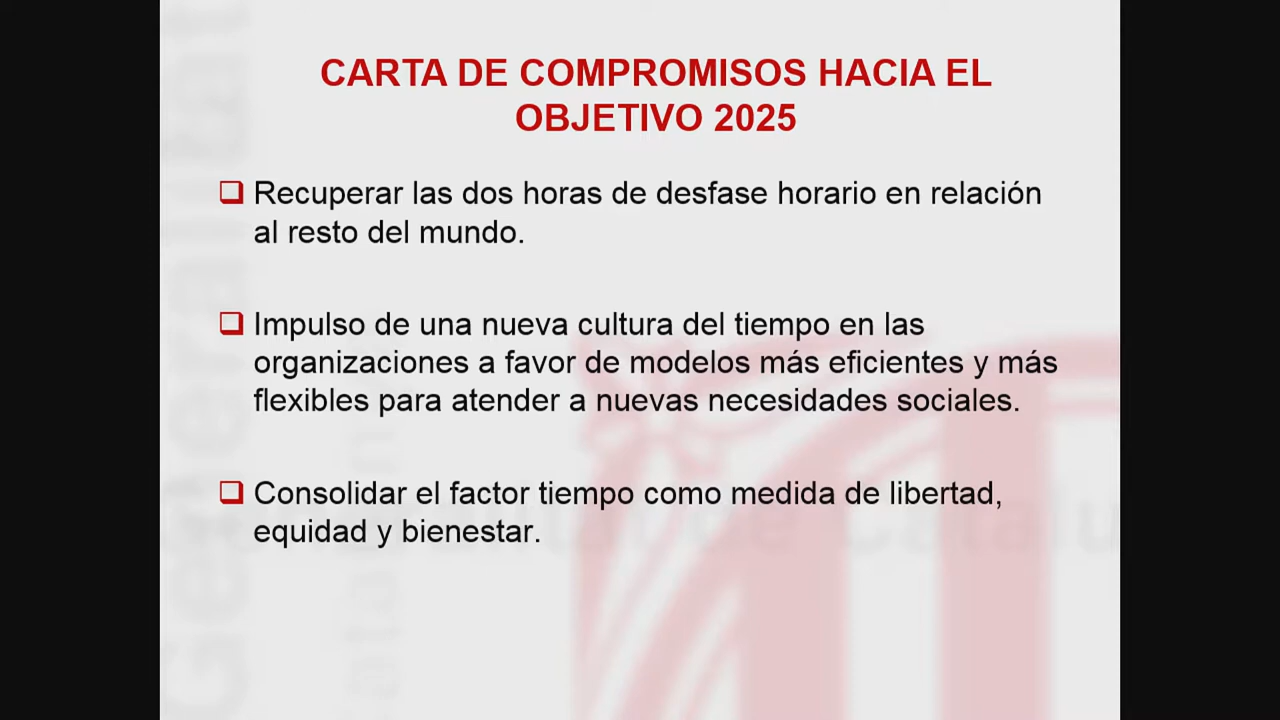 CARTA DE COMPROMISOS HACIA EL
OBJETIVO 2025
Recuperar las dos horas de desfase horario en relación
al resto del mundo.
Impulso de una nueva cultura del tiempo en las
organizaciones a favor de modelos más eficientes y más
flexibles para atender a nuevas necesidades sociales.
Consolidar el factor tiempo como medida de libertad,
equidad y bienestar.